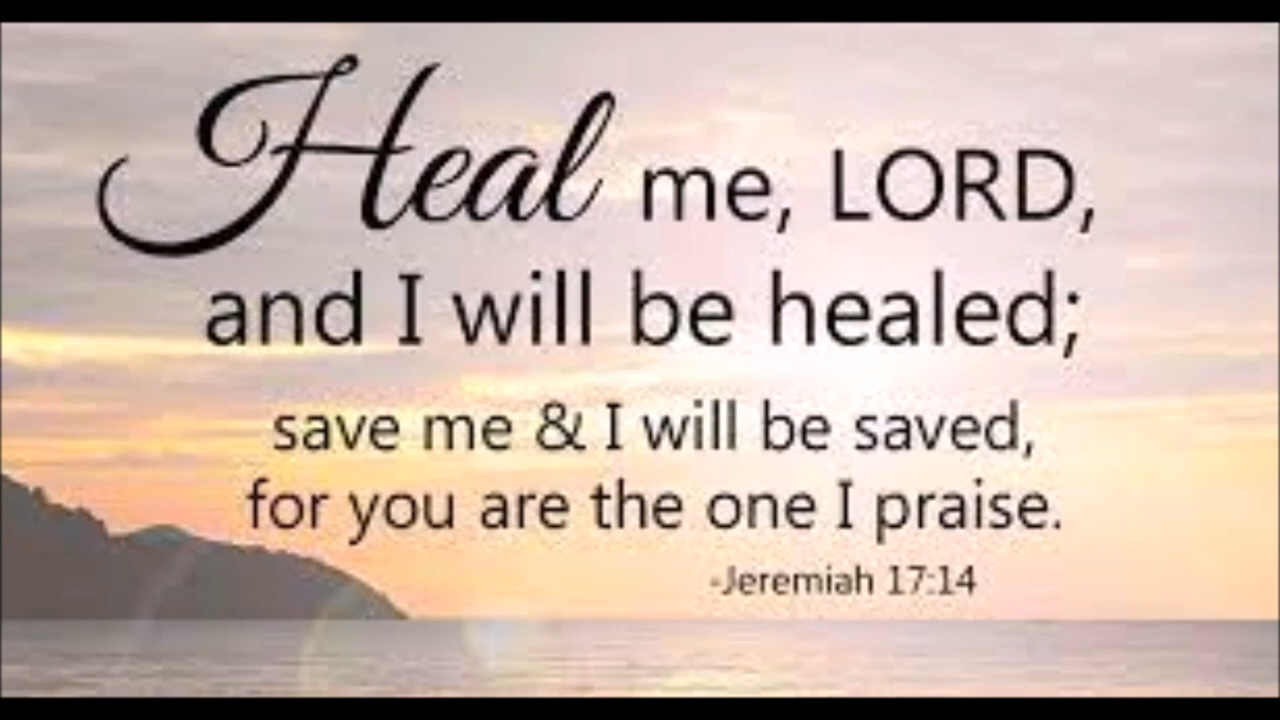 Heal me, LORD,
and I will be healed;
save me & I will be saved,
for you are the one I praise.
-Jeremiah 17:14